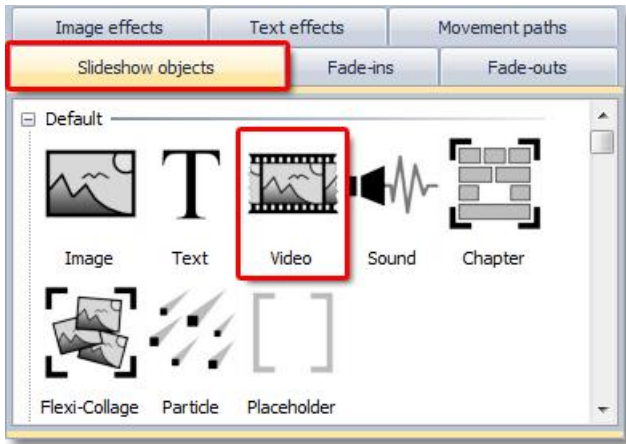 Image effects Text effects Movement paths
Slideshow objects Fade-ins Fade-outs
Default
Image Text Video Sound Chapter
Flexi-Collage Particle Placeholder